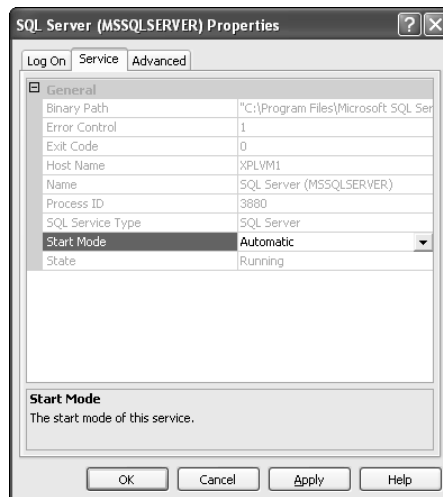 SQL Server (MSSQLSERVER) Properties
Log On Service Advanced
General
Binary Path "C:\Program Files\Microsoft SQL Ser
Error Control 1
Exit Code 0
Host Name XPLVM1
Name SQL Server (MSSQLSERVER)
Process ID 3880
SQL Service Type SQL Server
Start Mode Automatic
State Running
Start Mode
The start mode of this service.
OK Cancel Apply Help